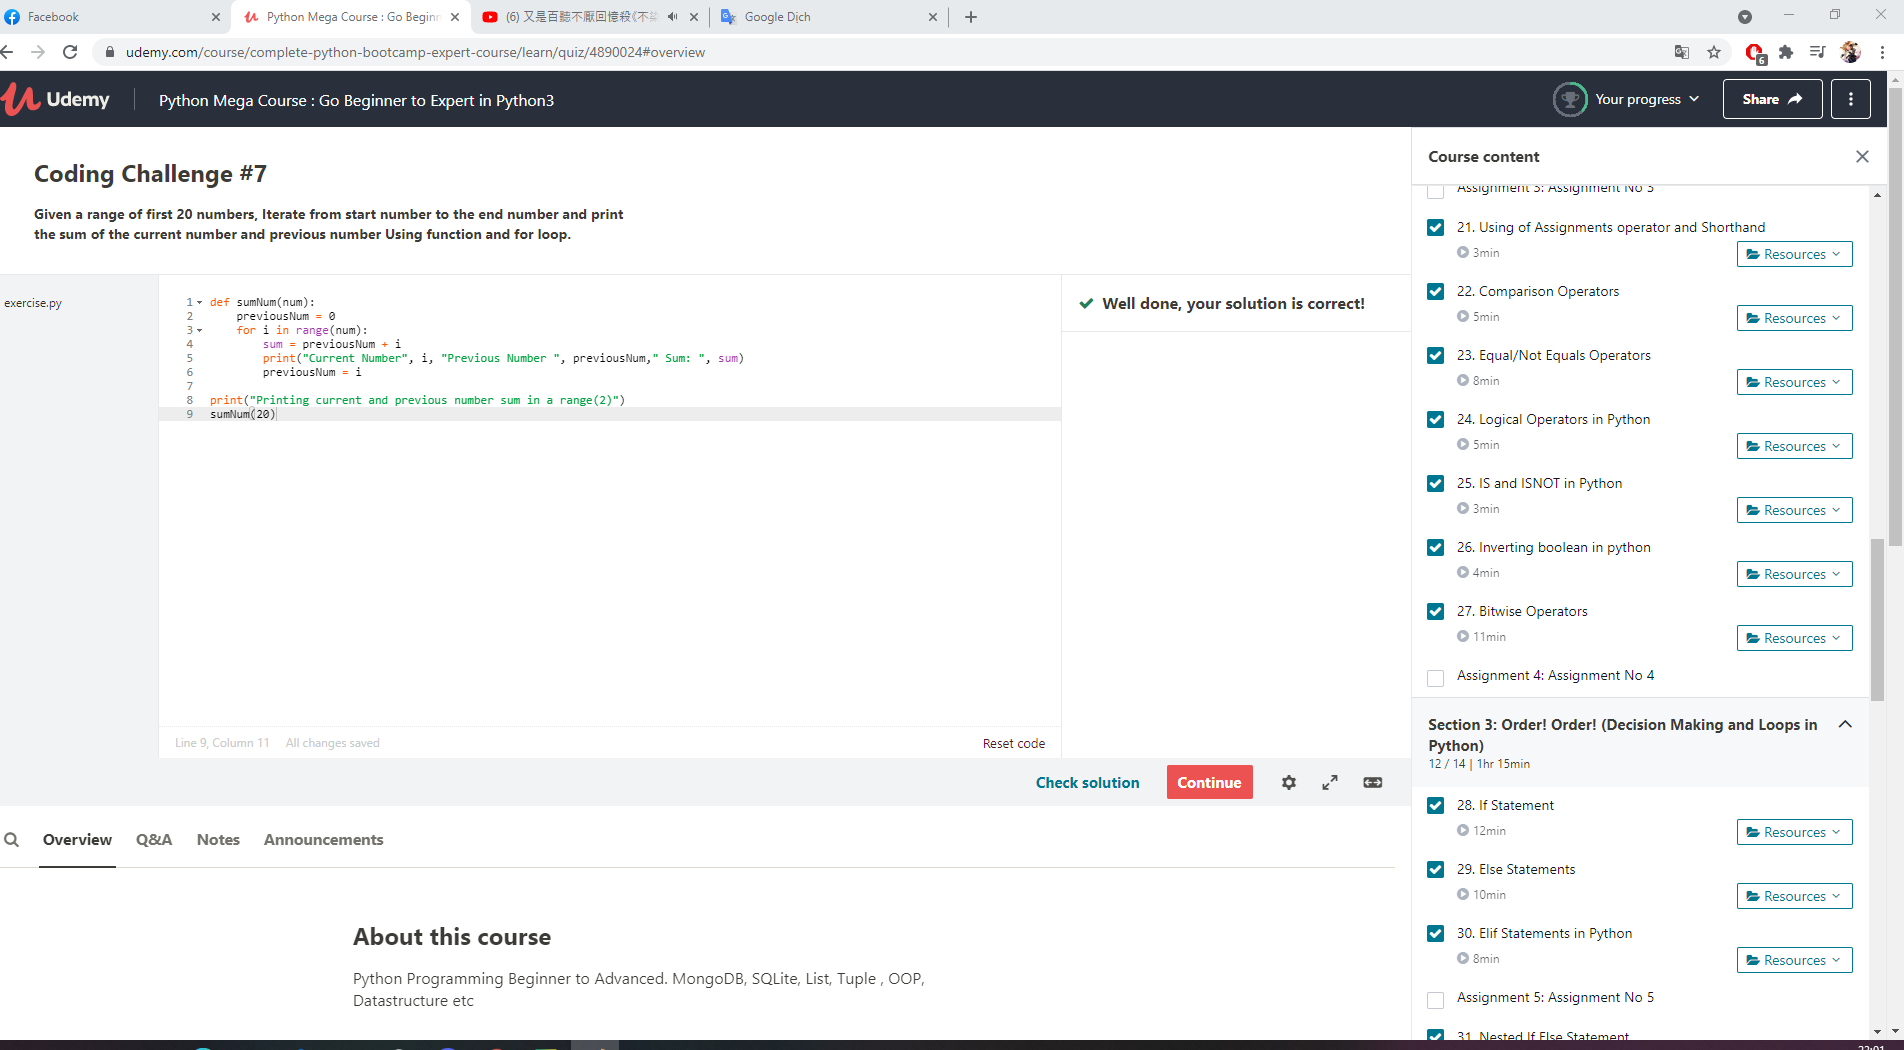 Facebook
Python Mega Course : Go Beginn
(6) 又是百聽不厭回憶殺《不染
Google Dịch
udemy.com/course/complete-python-bootcamp-expert-course/learn/quiz/4890024#overview
6
Udemy
Python Mega Course : Go Beginner to Expert in Python3
Your progress
Share
Coding Challenge #7
Given a range of first 20 numbers, Iterate from start number to the end number and print
the sum of the current number and previous number Using function and for loop.
exercise.py
1 def sumNum(num):
2     previousNum = 0
3     for i in range(num):
4         sum = previousNum + i
5         print("Current Number", i, "Previous Number ", previousNum," Sum: ", sum)
6         previousNum = i
7
8 print("Printing current and previous number sum in a range(2)")
9 sumNum(20)
Well done, your solution is correct!
Line 9, Column 11
All changes saved
Reset code
Check solution
Continue
Overview
Q&A
Notes
Announcements
About this course
Python Programming Beginner to Advanced. MongoDB, SQLite, List, Tuple , OOP,
Datastructure etc
Course content
Assignment 3: Assignment No 3
21. Using of Assignments operator and Shorthand
3min
Resources
22. Comparison Operators
5min
Resources
23. Equal/Not Equals Operators
8min
Resources
24. Logical Operators in Python
5min
Resources
25. IS and ISNOT in Python
3min
Resources
26. Inverting boolean in python
4min
Resources
27. Bitwise Operators
11min
Resources
Assignment 4: Assignment No 4
Section 3: Order! Order! (Decision Making and Loops in
Python)
12 / 14 | 1hr 15min
28. If Statement
12min
Resources
29. Else Statements
10min
Resources
30. Elif Statements in Python
8min
Resources
Assignment 5: Assignment No 5
31. Nested If Else Statement